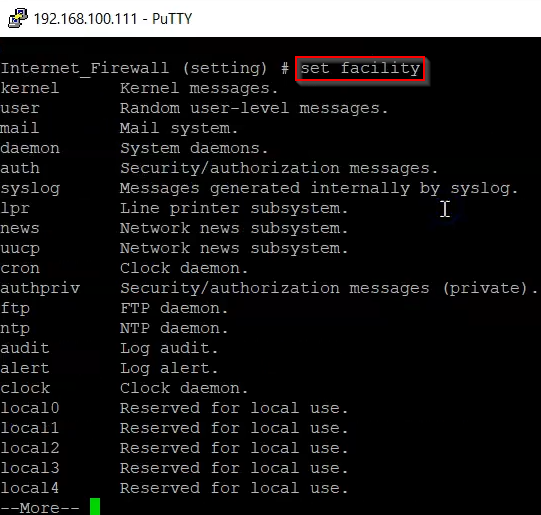 192.168.100.111 - PuTTY
Internet_Firewall (setting) # set facility
kernel Kernel messages.
user Random user-level messages.
mail Mail system.
daemon System daemons.
auth Security/authorization messages.
syslog Messages generated internally by syslog.
lpr Line printer subsystem.
news Network news subsystem.
uucp Network news subsystem.
cron Clock daemon.
authpriv Security/authorization messages (private).
ftp FTP daemon.
ntp NTP daemon.
audit Log audit.
alert Log alert.
clock Clock daemon.
local0 Reserved for local use.
local1 Reserved for local use.
local2 Reserved for local use.
local3 Reserved for local use.
local4 Reserved for local use.
--More--